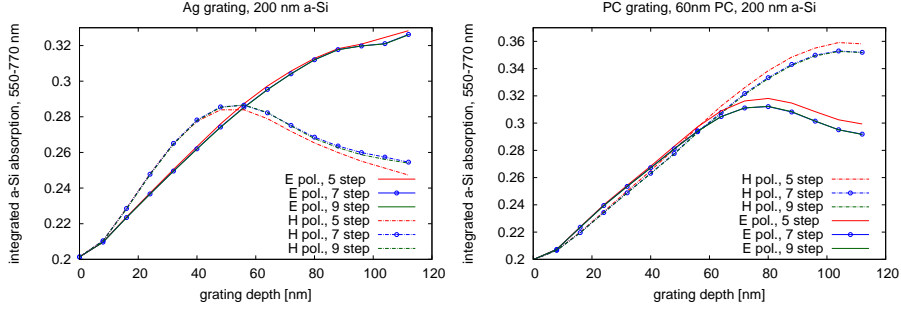 Ag grating, 200 nm a-Si
integrated a-Si absorption, 550-770 nm
0.32
0.3
0.28
0.26
0.24
0.22
0.2
E pol., 5 step
E pol., 7 step
E pol., 9 step
H pol., 5 step
H pol., 7 step
H pol., 9 step
0 20 40 60 80 100 120
grating depth [nm]
PC grating, 60nm PC, 200 nm a-Si
integrated a-Si absorption, 550-770 nm
0.36
0.34
0.32
0.3
0.28
0.26
0.24
0.22
0.2
H pol., 5 step
H pol., 7 step
H pol., 9 step
E pol., 5 step
E pol., 7 step
E pol., 9 step
0 20 40 60 80 100 120
grating depth [nm]